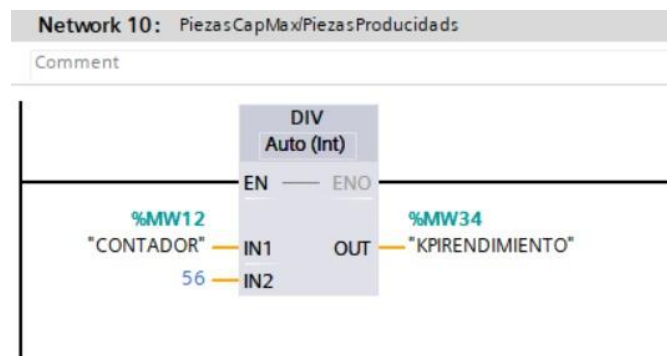 Network 10: PiezasCapMax/PiezasProducidads
Comment
DIV
Auto (Int)
EN ENO
%MW12 %MW34
"CONTADOR" IN1 OUT "KPIRENDIMIENTO"
56 IN2